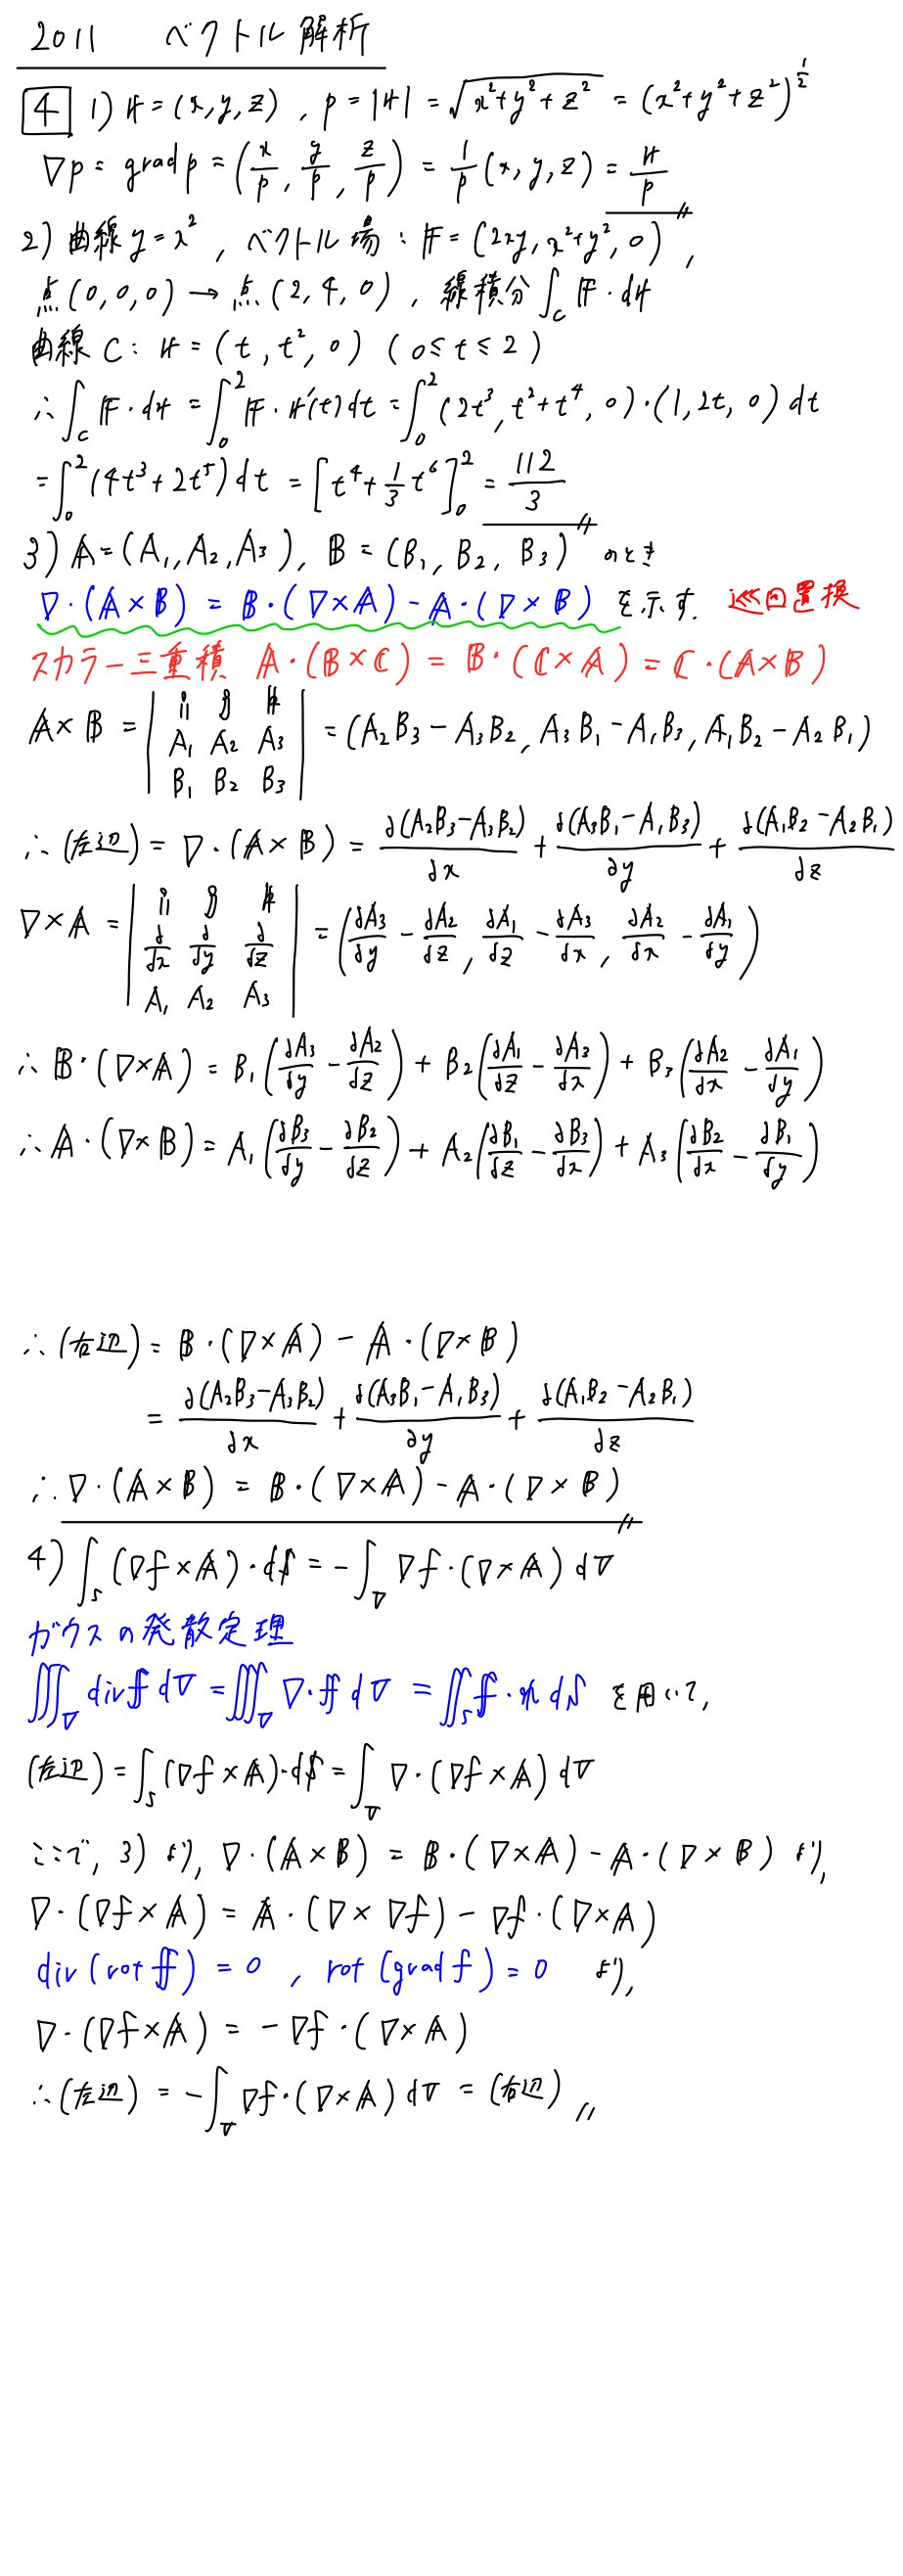 2011 ベクトル解析
4 1) r=(x,y,z), p=|r|=√(x²+y²+z²) =(x²+y²+z²)^(1/2)
∇p= grad p =(x/p, y/p, z/p) = 1/p (x,y,z) = r/p
2) 曲線 y=x², ベクトル場: F=(2xy, x²+y², 0),
点(0,0,0) → 点(2,4,0), 線積分 ∫_C F・dr
曲線 C: r=(t, t², 0) (0≤t≤2)
∴ ∫_C F・dr = ∫_0^2 F・r'(t)dt = ∫_0^2 (2t³, t²+t⁴, 0)・(1, 2t, 0) dt
= ∫_0^2 (4t³+2t⁵)dt = [t⁴+1/3 t⁶]_0^2 = 112/3
3) A=(A₁,A₂,A₃), B=(B₁,B₂,B₃) のとき
∇・(A×B) = B・(∇×A) - A・(∇×B) を示す. 巡回置換
スカラー三重積 A・(B×C) = B・(C×A) = C・(A×B)
A×B = |i j k; A₁ A₂ A₃; B₁ B₂ B₃| = (A₂B₃-A₃B₂, A₃B₁-A₁B₃, A₁B₂-A₂B₁)
∴ (左辺) = ∇・(A×B) = ∂(A₂B₃-A₃B₂)/∂x + ∂(A₃B₁-A₁B₃)/∂y + ∂(A₁B₂-A₂B₁)/∂z
∇×A = |i j k; ∂/∂x ∂/∂y ∂/∂z; A₁ A₂ A₃| = (∂A₃/∂y - ∂A₂/∂z, ∂A₁/∂z - ∂A₃/∂x, ∂A₂/∂x - ∂A₁/∂y)
∴ B・(∇×A) = B₁(∂A₃/∂y - ∂A₂/∂z) + B₂(∂A₁/∂z - ∂A₃/∂x) + B₃(∂A₂/∂x - ∂A₁/∂y)
∴ A・(∇×B) = A₁(∂B₃/∂y - ∂B₂/∂z) + A₂(∂B₁/∂z - ∂B₃/∂x) + A₃(∂B₂/∂x - ∂B₁/∂y)
∴ (右辺) = B・(∇×A) - A・(∇×B)
= ∂(A₂B₃-A₃B₂)/∂x + ∂(A₃B₁-A₁B₃)/∂y + ∂(A₁B₂-A₂B₁)/∂z
∴ ∇・(A×B) = B・(∇×A) - A・(∇×B)
4) ∫_S (∇f×A)・dS = -∫_V ∇f・(∇×A) dV
ガウスの発散定理
∭_V div f dV = ∭_V ∇・f dV = ∬_S f・n dS を用いて,
(左辺) = ∫_S (∇f×A)・dS = ∫_V ∇・(∇f×A) dV
ここで, 3) より, ∇・(A×B) = B・(∇×A) - A・(∇×B) より,
∇・(∇f×A) = A・(∇×∇f) - ∇f・(∇×A)
div(rot f) = 0, rot(grad f) = 0 より,
∇・(∇f×A) = -∇f・(∇×A)
∴ (左辺) = -∫_V ∇f・(∇×A) dV = (右辺) //